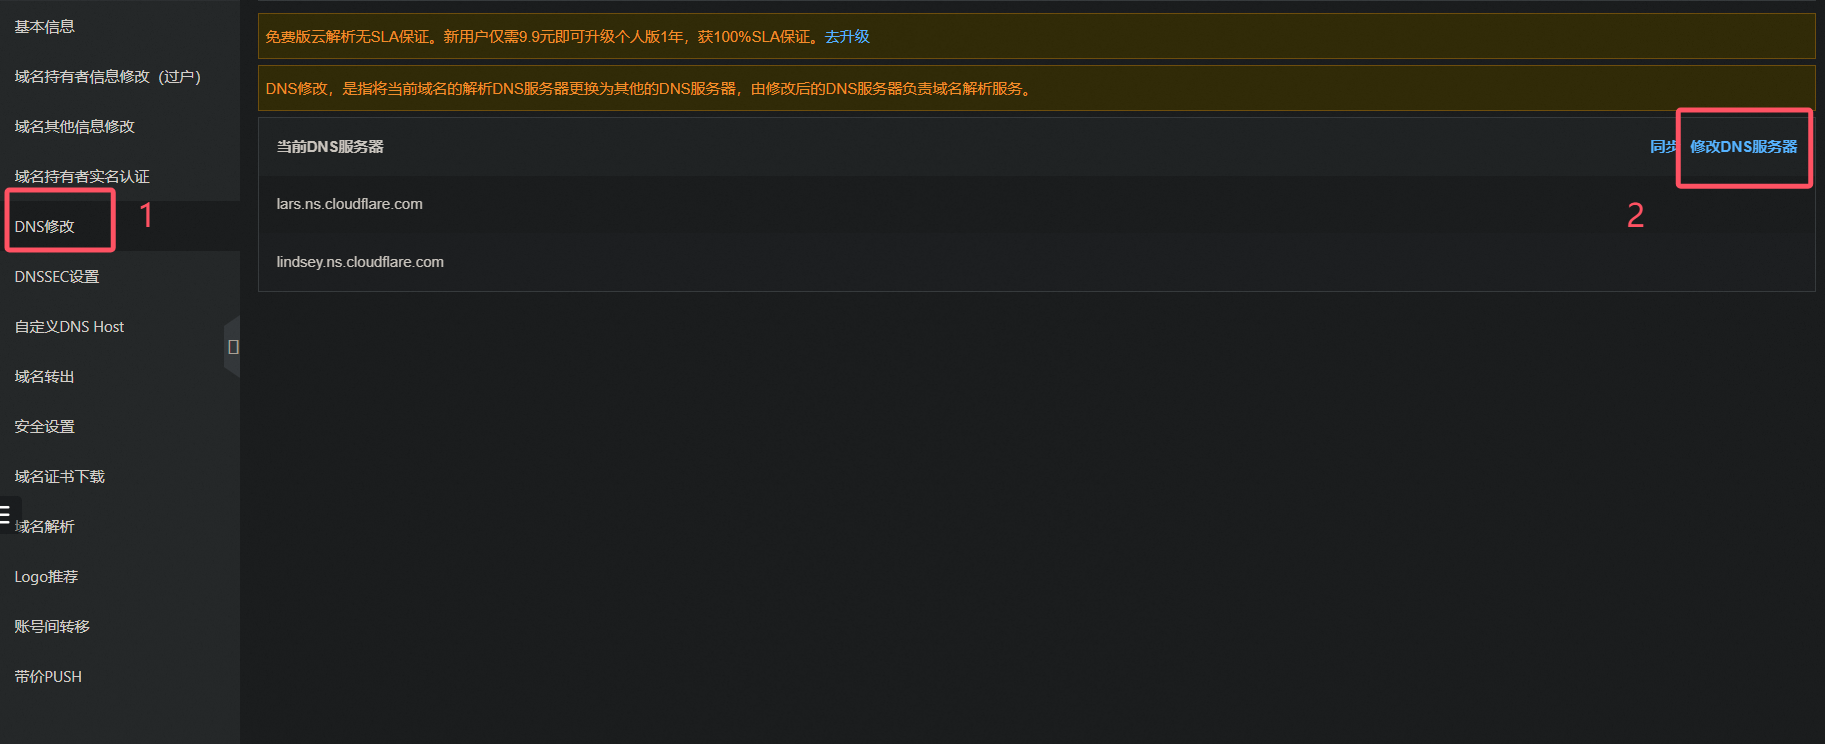 基本信息
域名持有者信息修改（过户）
域名其他信息修改
域名持有者实名认证
DNS修改
1
DNSSEC设置
自定义DNS Host
域名转出
安全设置
域名证书下载
域名解析
Logo推荐
账号间转移
带价PUSH
免费版云解析无SLA保证。新用户仅需9.9元即可升级个人版1年，获100%SLA保证。去升级
DNS修改，是指将当前域名的解析DNS服务器更换为其他的DNS服务器，由修改后的DNS服务器负责域名解析服务。
当前DNS服务器
同步
修改DNS服务器
2
lars.ns.cloudflare.com
lindsey.ns.cloudflare.com